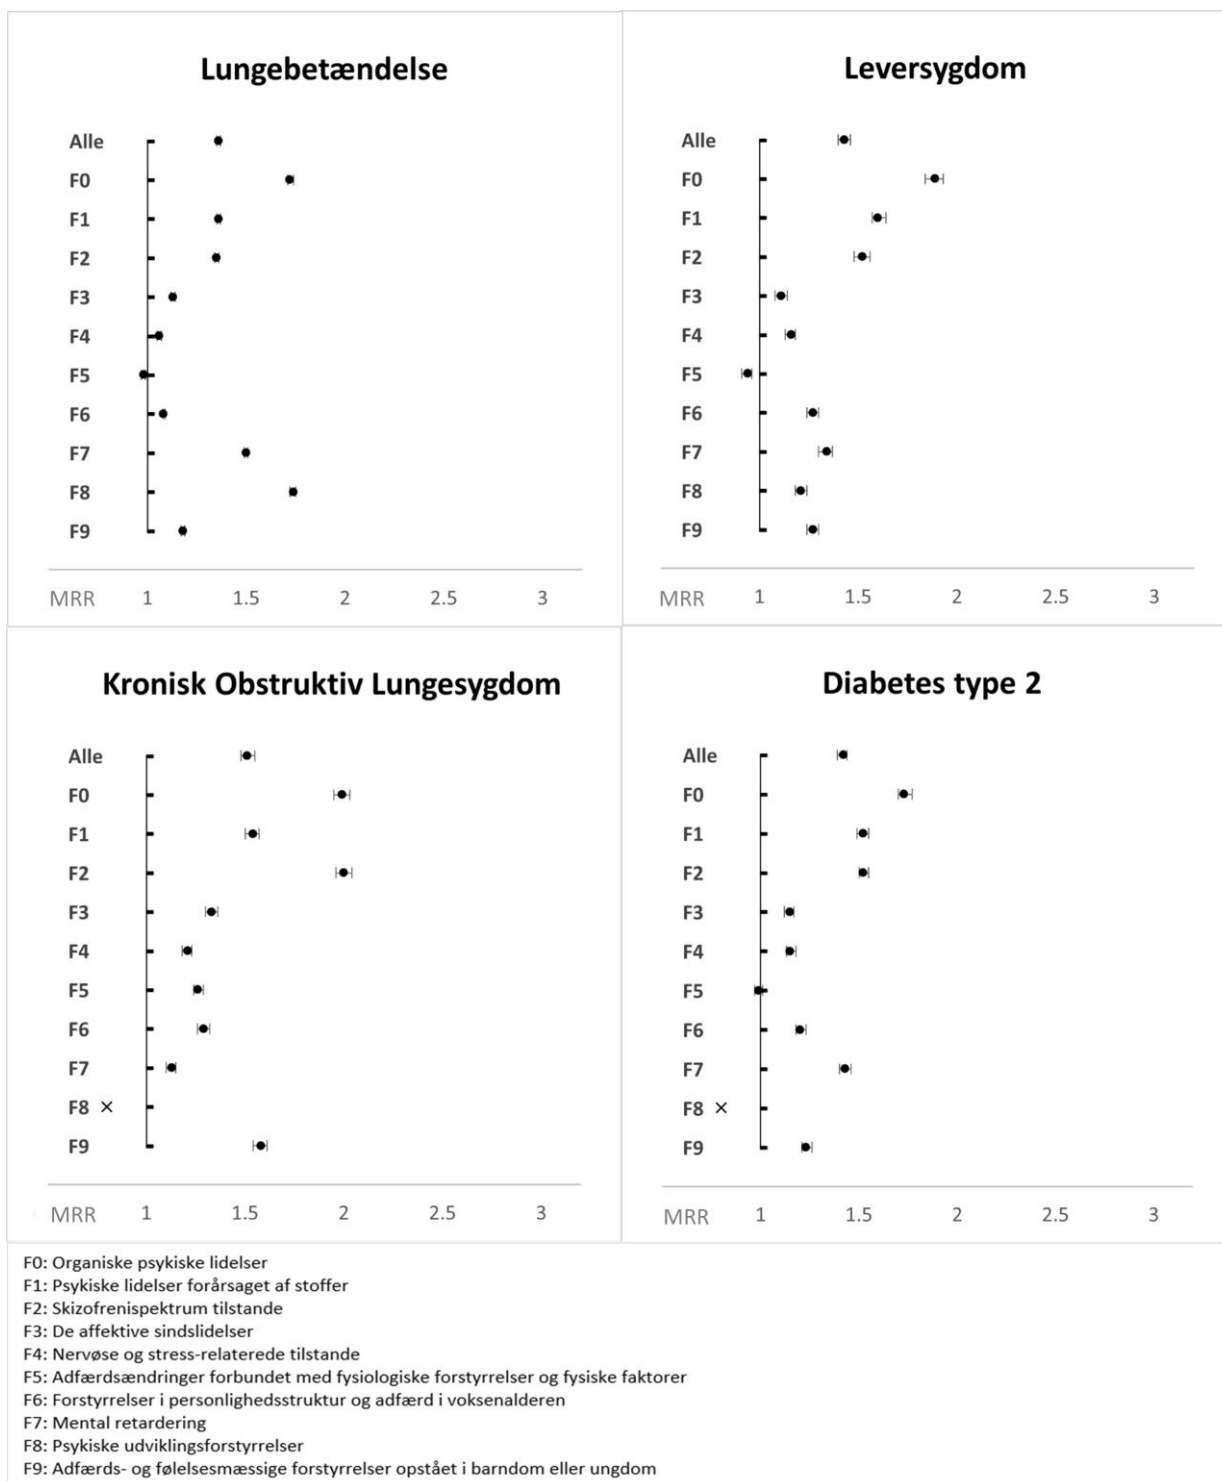 Lungebetændelse
Alle
F0
F1
F2
F3
F4
F5
F6
F7
F8
F9
MRR 1 1.5 2 2.5 3
Leversygdom
Alle
F0
F1
F2
F3
F4
F5
F6
F7
F8
F9
MRR 1 1.5 2 2.5 3
Kronisk Obstruktiv Lungesygdom
Alle
F0
F1
F2
F3
F4
F5
F6
F7
F8 ×
F9
MRR 1 1.5 2 2.5 3
Diabetes type 2
Alle
F0
F1
F2
F3
F4
F5
F6
F7
F8 ×
F9
MRR 1 1.5 2 2.5 3
F0: Organiske psykiske lidelser
F1: Psykiske lidelser forårsaget af stoffer
F2: Skizofrenispektrum tilstande
F3: De affektive sindslidelser
F4: Nervøse og stress-relaterede tilstande
F5: Adfærdsændringer forbundet med fysiologiske forstyrrelser og fysiske faktorer
F6: Forstyrrelser i personlighedsstruktur og adfærd i voksenalderen
F7: Mental retardering
F8: Psykiske udviklingsforstyrrelser
F9: Adfærds- og følelsesmæssige forstyrrelser opstået i barndom eller ungdom